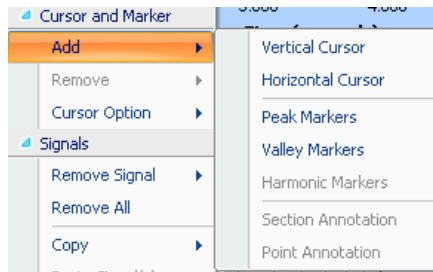 Cursor and Marker
Add
Remove
Cursor Option
Signals
Remove Signal
Remove All
Copy
Vertical Cursor
Horizontal Cursor
Peak Markers
Valley Markers
Harmonic Markers
Section Annotation
Point Annotation